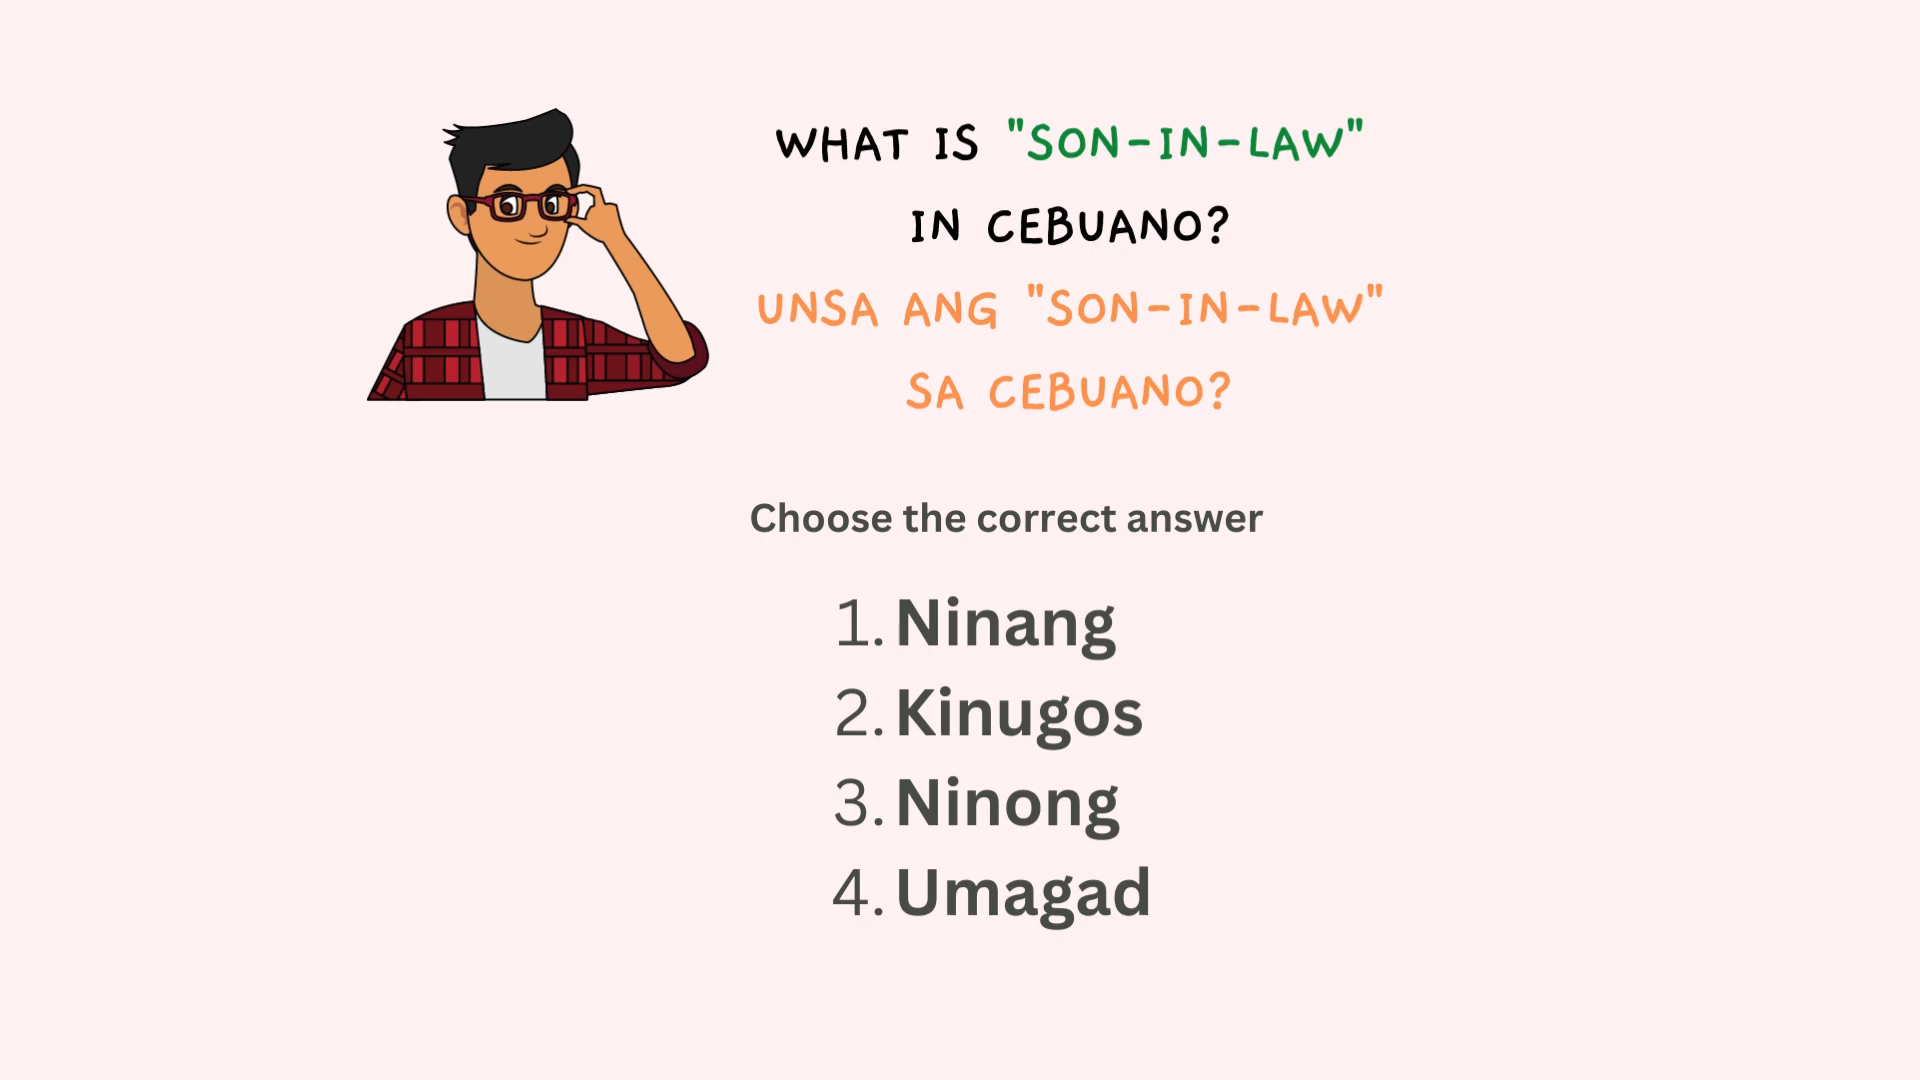 WHAT IS "SON-IN-LAW"
IN CEBUANO?
UNSA ANG "SON-IN-LAW"
SA CEBUANO?
Choose the correct answer
1. Ninang
2. Kinugos
3. Ninong
4. Umagad